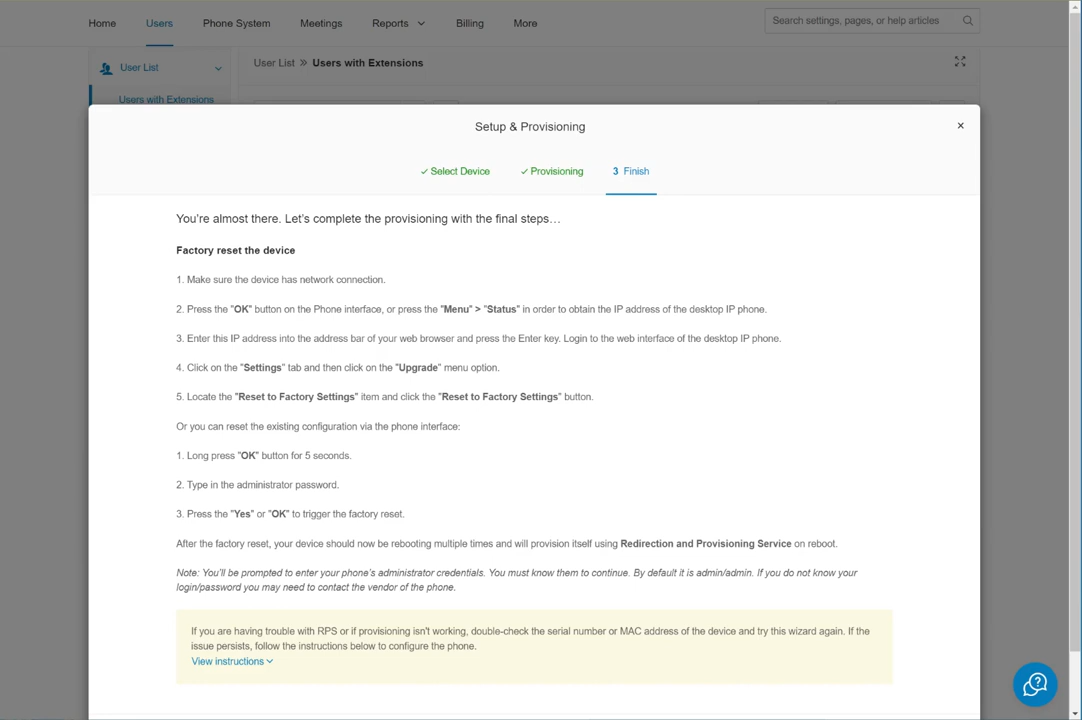 Home Users Phone System Meetings Reports Billing More Search settings, pages, or help articles
User List User List » Users with Extensions
Users with Extensions
Setup & Provisioning ×
✓ Select Device ✓ Provisioning 3 Finish
You're almost there. Let's complete the provisioning with the final steps…
Factory reset the device
1. Make sure the device has network connection.
2. Press the "OK" button on the Phone interface, or press the "Menu" > "Status" in order to obtain the IP address of the desktop IP phone.
3. Enter this IP address into the address bar of your web browser and press the Enter key. Login to the web interface of the desktop IP phone.
4. Click on the "Settings" tab and then click on the "Upgrade" menu option.
5. Locate the "Reset to Factory Settings" item and click the "Reset to Factory Settings" button.
Or you can reset the existing configuration via the phone interface:
1. Long press "OK" button for 5 seconds.
2. Type in the administrator password.
3. Press the "Yes" or "OK" to trigger the factory reset.
After the factory reset, your device should now be rebooting multiple times and will provision itself using Redirection and Provisioning Service on reboot.
Note: You'll be prompted to enter your phone's administrator credentials. You must know them to continue. By default it is admin/admin. If you do not know your
login/password you may need to contact the vendor of the phone.
If you are having trouble with RPS or if provisioning isn't working, double-check the serial number or MAC address of the device and try this wizard again. If the
issue persists, follow the instructions below to configure the phone.
View instructions